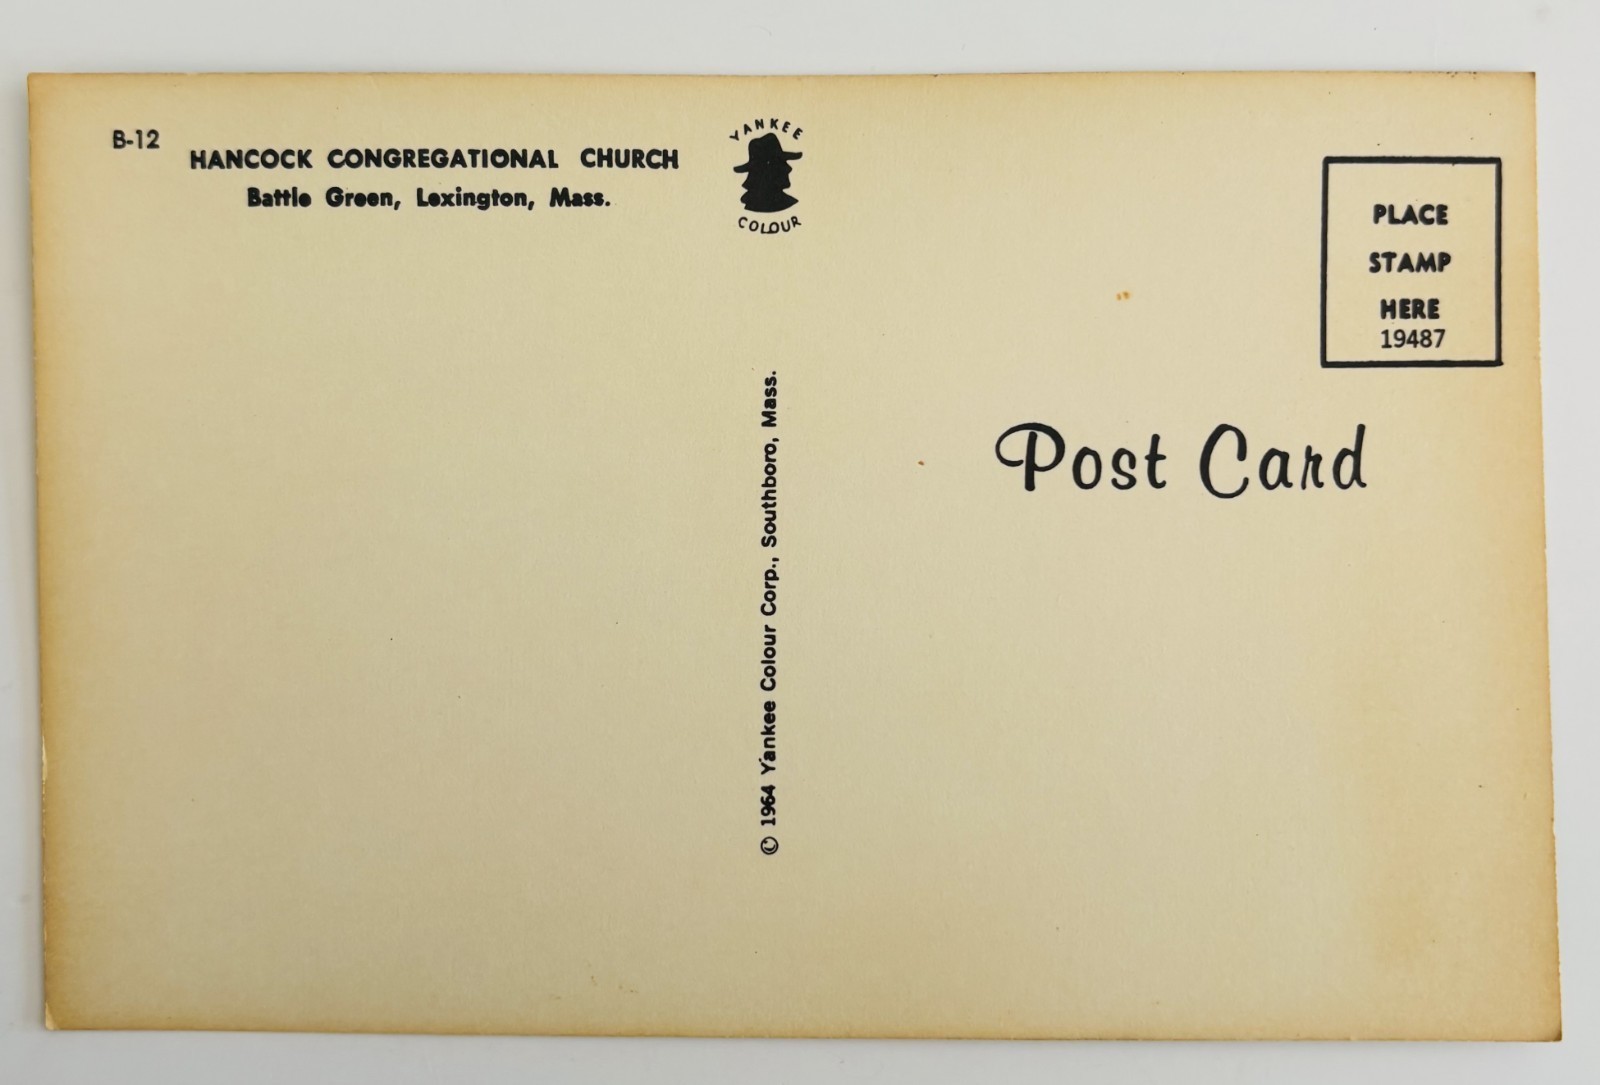 B-12
HANCOCK CONGREGATIONAL CHURCH
Battle Green, Lexington, Mass.
YANKEE
COLOUR
PLACE
STAMP
HERE
19487
Post Card
© 1964 Yankee Colour Corp., Southboro, Mass.